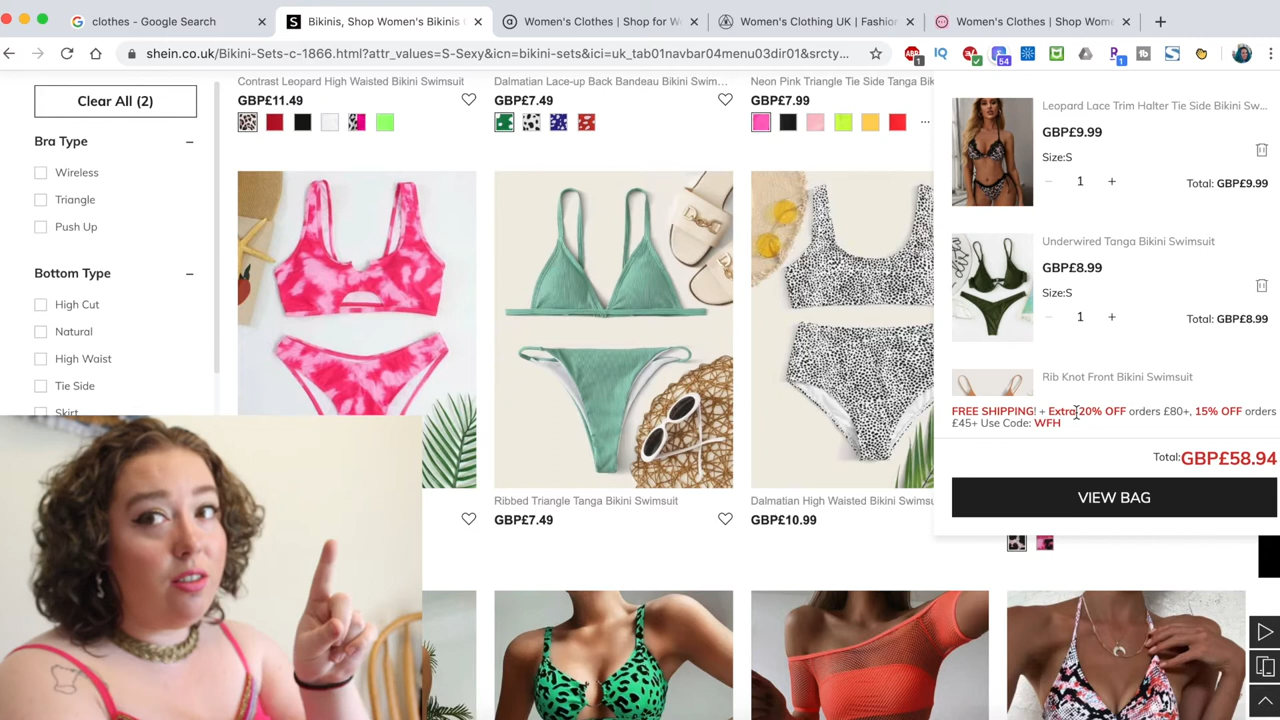 clothes - Google Search
Bikinis, Shop Women's Bikinis
Women's Clothes | Shop for W
Women's Clothing UK | Fashion
Women's Clothes | Shop Wome
shein.co.uk/Bikini-Sets-c-1866.html?attr_values=S-Sexy&icn=bikini-sets&ici=uk_tab01navbar04menu03dir01&srcty...
ABP
1
IQ
54
R
1
tb
S
Clear All (2)
Bra Type
Wireless
Triangle
Push Up
Bottom Type
High Cut
Natural
High Waist
Tie Side
Skirt
Contrast Leopard High Waisted Bikini Swimsuit
GBP£11.49
Dalmatian Lace-up Back Bandeau Bikini Swim...
GBP£7.49
Neon Pink Triangle Tie Side Tanga Bik
GBP£7.99
...
Ribbed Triangle Tanga Bikini Swimsuit
GBP£7.49
Dalmatian High Waisted Bikini Swimsu
GBP£10.99
Leopard Lace Trim Halter Tie Side Bikini Sw...
GBP£9.99
Size:S
1
Total: GBP£9.99
Underwired Tanga Bikini Swimsuit
GBP£8.99
Size:S
1
Total: GBP£8.99
Rib Knot Front Bikini Swimsuit
FREE SHIPPING! + Extra 20% OFF orders £80+, 15% OFF orders
£45+ Use Code: WFH
Total:GBP£58.94
VIEW BAG